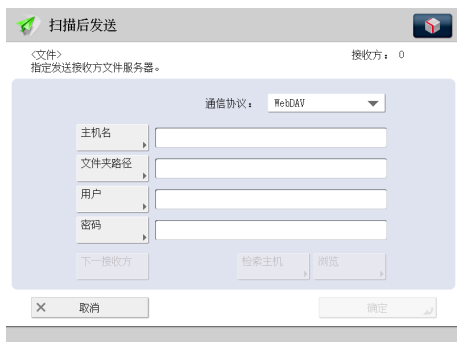 扫描后发送
<文件>
接收方： 0
指定发送接收方文件服务器。
通信协议： WebDAV
主机名
文件夹路径
用户
密码
下一接收方 检索主机 浏览
取消 确定